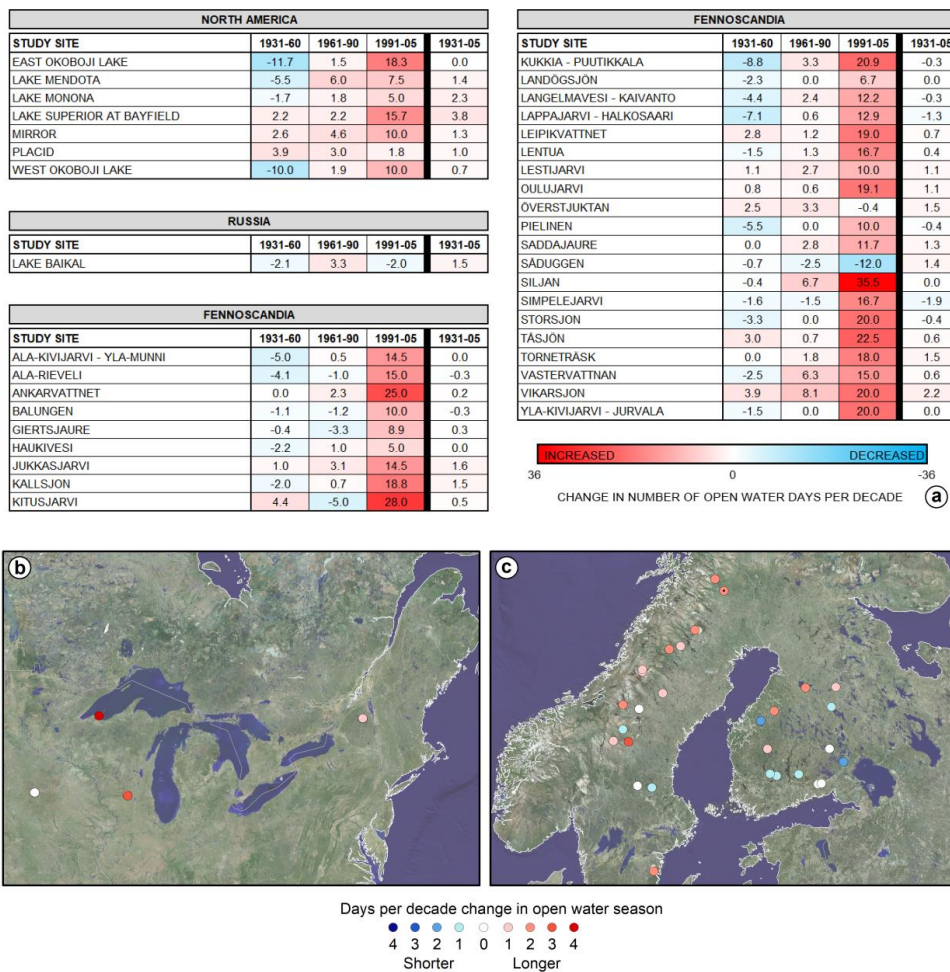 NORTH AMERICA
STUDY SITE 1931-60 1961-90 1991-05 1931-05
EAST OKOBOJI LAKE -11.7 1.5 18.3 0.0
LAKE MENDOTA -5.5 6.0 7.5 1.4
LAKE MONONA -1.7 1.8 5.0 2.3
LAKE SUPERIOR AT BAYFIELD 2.2 2.2 15.7 3.8
MIRROR 2.6 4.6 10.0 1.3
PLACID 3.9 3.0 1.8 1.0
WEST OKOBOJI LAKE -10.0 1.9 10.0 0.7
RUSSIA
STUDY SITE 1931-60 1961-90 1991-05 1931-05
LAKE BAIKAL -2.1 3.3 -2.0 1.5
FENNOSCANDIA
STUDY SITE 1931-60 1961-90 1991-05 1931-05
ALA-KIVIJARVI - YLA-MUNNI -5.0 0.5 14.5 0.0
ALA-RIEVELI -4.1 -1.0 15.0 -0.3
ANKARVATTNET 0.0 2.3 25.0 0.2
BALUNGEN -1.1 -1.2 10.0 -0.3
GIERTSJAURE -0.4 -3.3 8.9 0.3
HAUKIVESI -2.2 1.0 5.0 0.0
JUKKASJARVI 1.0 3.1 14.5 1.6
KALLSJON -2.0 0.7 18.8 1.5
KITUSJARVI 4.4 -5.0 28.0 0.5
FENNOSCANDIA
STUDY SITE 1931-60 1961-90 1991-05 1931-05
KUKKIA - PUUTIKKALA -8.8 3.3 20.9 -0.3
LANDÖGSJÖN -2.3 0.0 6.7 0.0
LANGELMAVESI - KAIVANTO -4.4 2.4 12.2 -0.3
LAPPAJARVI - HALKOSAARI -7.1 0.6 12.9 -1.3
LEIPIKVATTNET 2.8 1.2 19.0 0.7
LENTUA -1.5 1.3 16.7 0.4
LESTIJARVI 1.1 2.7 10.0 1.1
OULUJARVI 0.8 0.6 19.1 1.1
ÖVERSTJUKTAN 2.5 3.3 -0.4 1.5
PIELINEN -5.5 0.0 10.0 -0.4
SADDAJAURE 0.0 2.8 11.7 1.3
SÅDUGGEN -0.7 -2.5 -12.0 1.4
SILJAN -0.4 6.7 35.5 0.0
SIMPELEJARVI -1.6 -1.5 16.7 -1.9
STORSJON -3.3 0.0 20.0 -0.4
TÅSJÖN 3.0 0.7 22.5 0.6
TORNETRÄSK 0.0 1.8 18.0 1.5
VASTERVATTNAN -2.5 6.3 15.0 0.6
VIKARSJON 3.9 8.1 20.0 2.2
YLA-KIVIJARVI - JURVALA -1.5 0.0 20.0 0.0
INCREASED DECREASED
36 0 -36
CHANGE IN NUMBER OF OPEN WATER DAYS PER DECADE a
b
c
Days per decade change in open water season
4 3 2 1 0 1 2 3 4
Shorter Longer